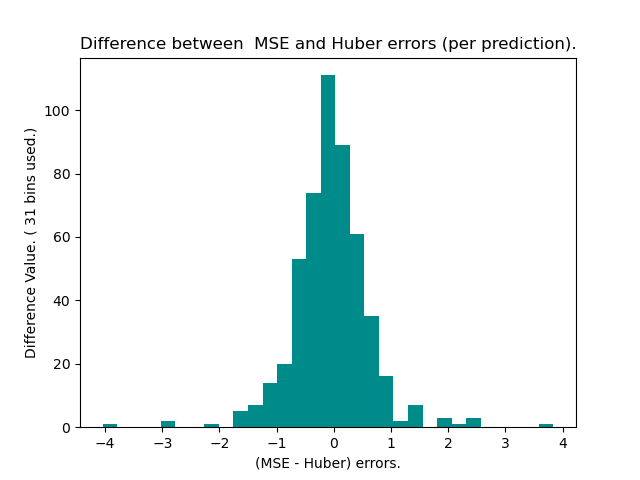 Difference between  MSE and Huber errors (per prediction).
Difference Value. ( 31 bins used.)
100
80
60
40
20
0
−4 −3 −2 −1 0 1 2 3 4
(MSE - Huber) errors.